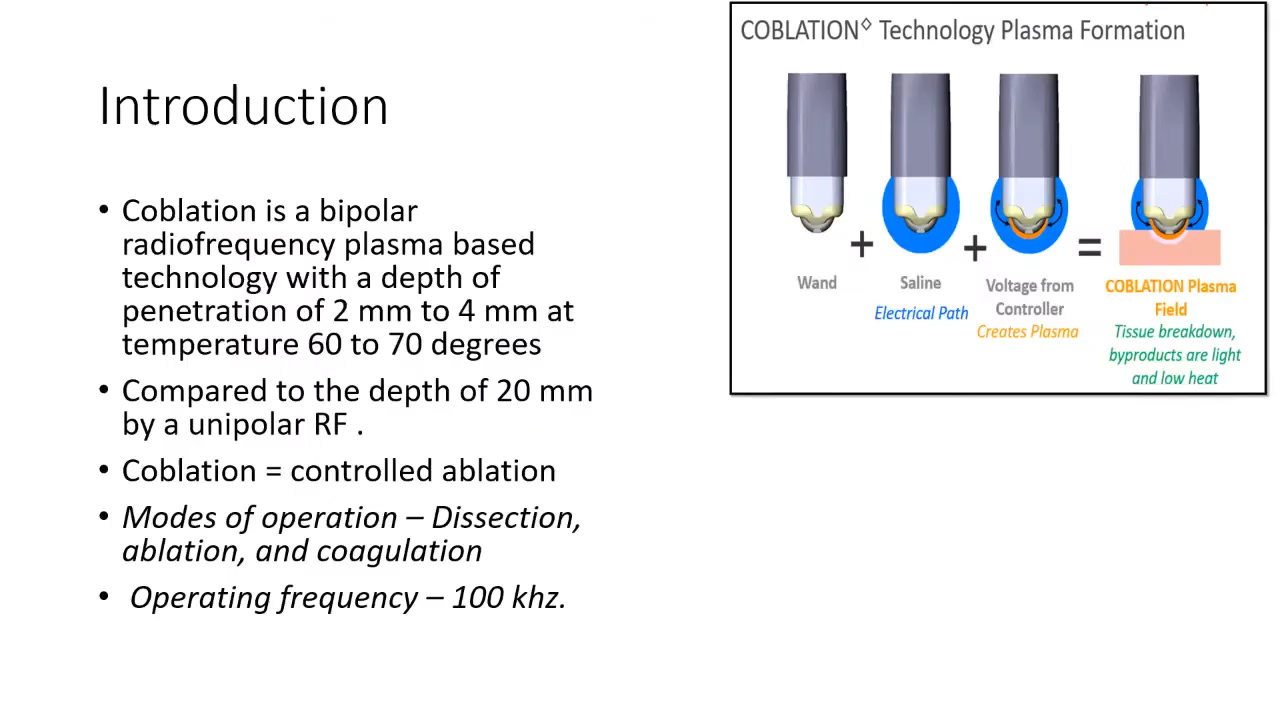 Introduction
• Coblation is a bipolar
radiofrequency plasma based
technology with a depth of
penetration of 2 mm to 4 mm at
temperature 60 to 70 degrees
• Compared to the depth of 20 mm
by a unipolar RF .
• Coblation = controlled ablation
• Modes of operation – Dissection,
ablation, and coagulation
• Operating frequency – 100 khz.
COBLATION◊ Technology Plasma Formation
+ + =
Wand
Saline
Electrical Path
Voltage from
Controller
Creates Plasma
COBLATION Plasma
Field
Tissue breakdown,
byproducts are light
and low heat